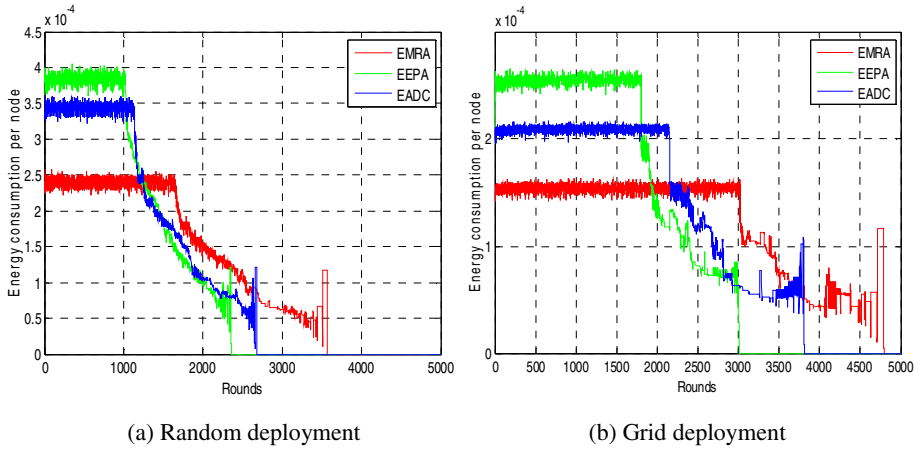 x 10⁻⁴
4.5
4
3.5
3
2.5
2
1.5
1
0.5
0
Energy consumption per node
0 1000 2000 3000 4000 5000
Rounds
EMRA
EEPA
EADC
(a) Random deployment
x 10⁻⁴
2
1
0
Energy consumption per node
0 500 1000 1500 2000 2500 3000 3500 4000 4500 5000
Rounds
EMRA
EEPA
EADC
(b) Grid deployment